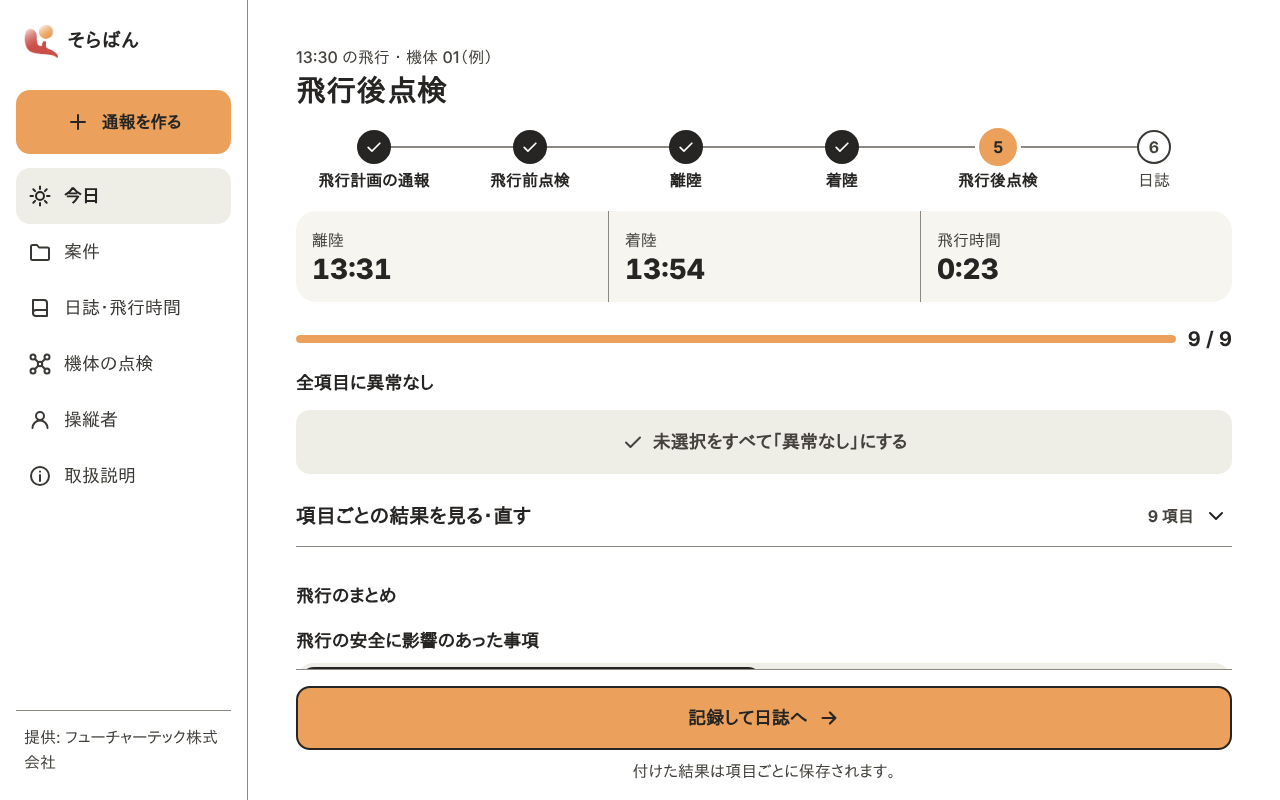 そらばん
通報を作る
今日
案件
日誌・飛行時間
機体の点検
操縦者
取扱説明
提供: フューチャーテック株式
会社
13:30 の飛行・機体 01（例）
飛行後点検
飛行計画の通報
飛行前点検
離陸
着陸
5
飛行後点検
6
日誌
離陸
13:31
着陸
13:54
飛行時間
0:23
9 / 9
全項目に異常なし
未選択をすべて「異常なし」にする
項目ごとの結果を見る・直す
9 項目
飛行のまとめ
飛行の安全に影響のあった事項
記録して日誌へ →
付けた結果は項目ごとに保存されます。